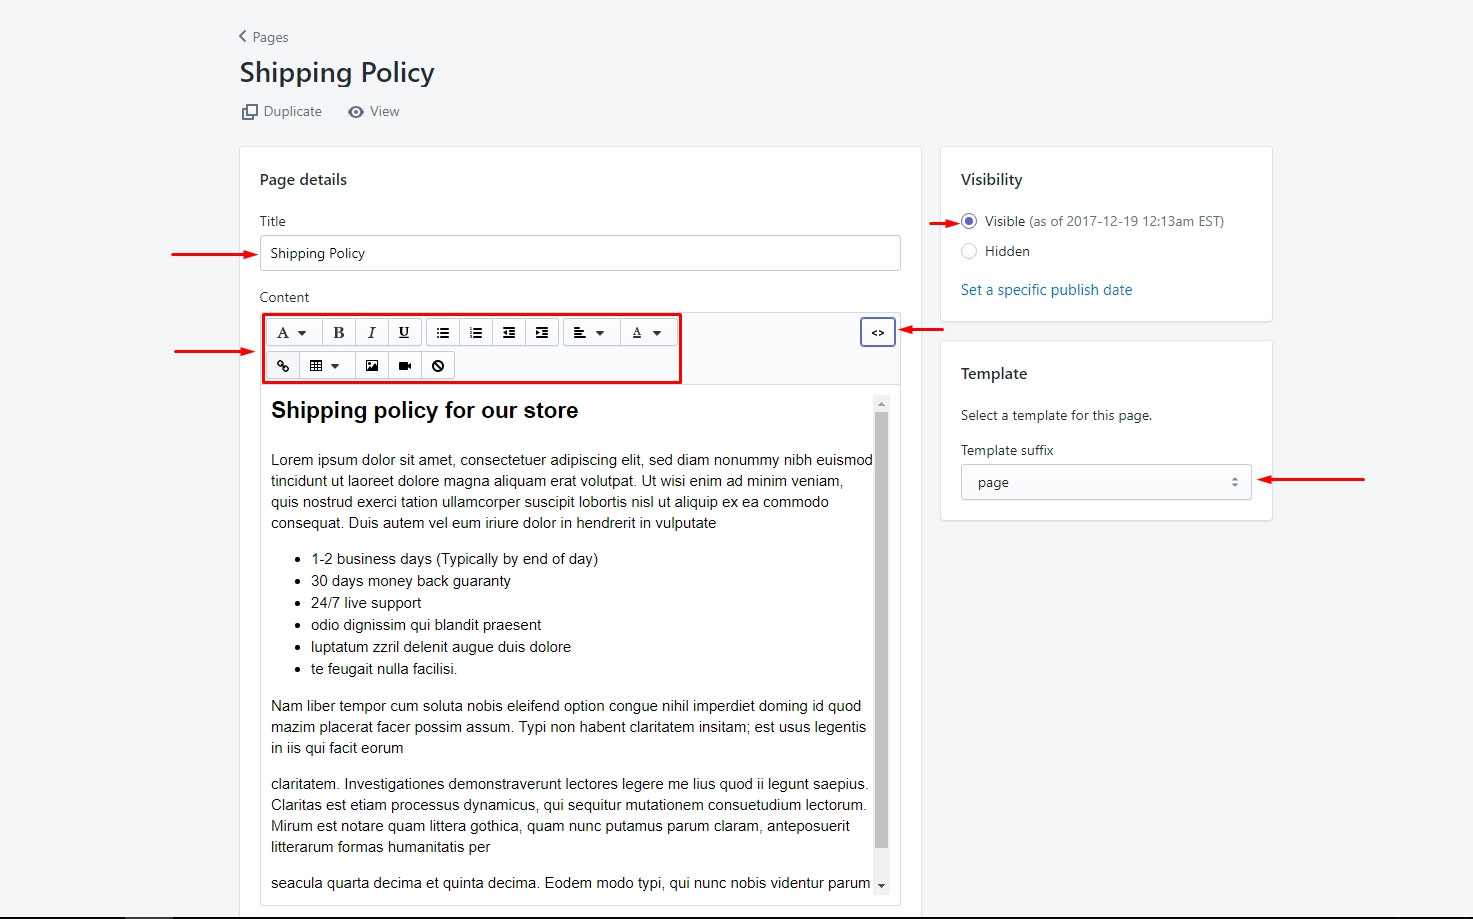 Pages
Shipping Policy
Duplicate View
Page details
Title
Shipping Policy
Content
A B I U A
<>
Shipping policy for our store
Lorem ipsum dolor sit amet, consectetuer adipiscing elit, sed diam nonummy nibh euismod
tincidunt ut laoreet dolore magna aliquam erat volutpat. Ut wisi enim ad minim veniam,
quis nostrud exerci tation ullamcorper suscipit lobortis nisl ut aliquip ex ea commodo
consequat. Duis autem vel eum iriure dolor in hendrerit in vulputate
• 1-2 business days (Typically by end of day)
• 30 days money back guaranty
• 24/7 live support
• odio dignissim qui blandit praesent
• luptatum zzril delenit augue duis dolore
• te feugait nulla facilisi.
Nam liber tempor cum soluta nobis eleifend option congue nihil imperdiet doming id quod
mazim placerat facer possim assum. Typi non habent claritatem insitam; est usus legentis
in iis qui facit eorum
claritatem. Investigationes demonstraverunt lectores legere me lius quod ii legunt saepius.
Claritas est etiam processus dynamicus, qui sequitur mutationem consuetudium lectorum.
Mirum est notare quam littera gothica, quam nunc putamus parum claram, anteposuerit
litterarum formas humanitatis per
seacula quarta decima et quinta decima. Eodem modo typi, qui nunc nobis videntur parum
Visibility
Visible (as of 2017-12-19 12:13am EST)
Hidden
Set a specific publish date
Template
Select a template for this page.
Template suffix
page